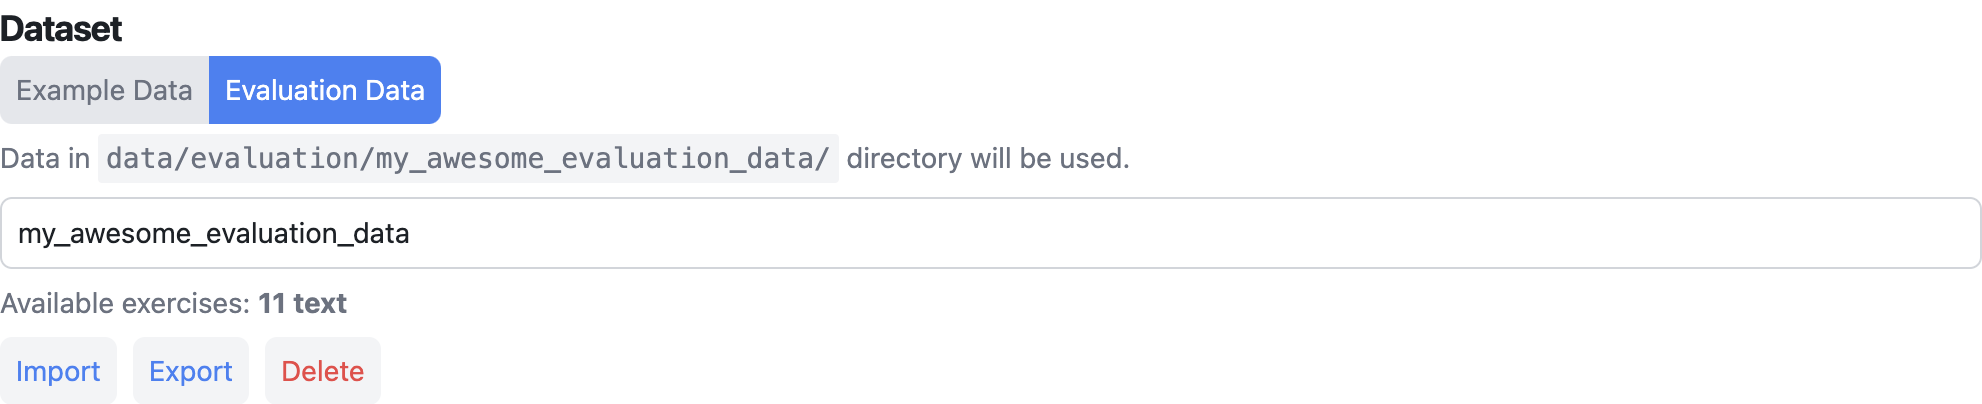 Dataset
Example Data Evaluation Data
Data in data/evaluation/my_awesome_evaluation_data/ directory will be used.
my_awesome_evaluation_data
Available exercises: 11 text
Import Export Delete